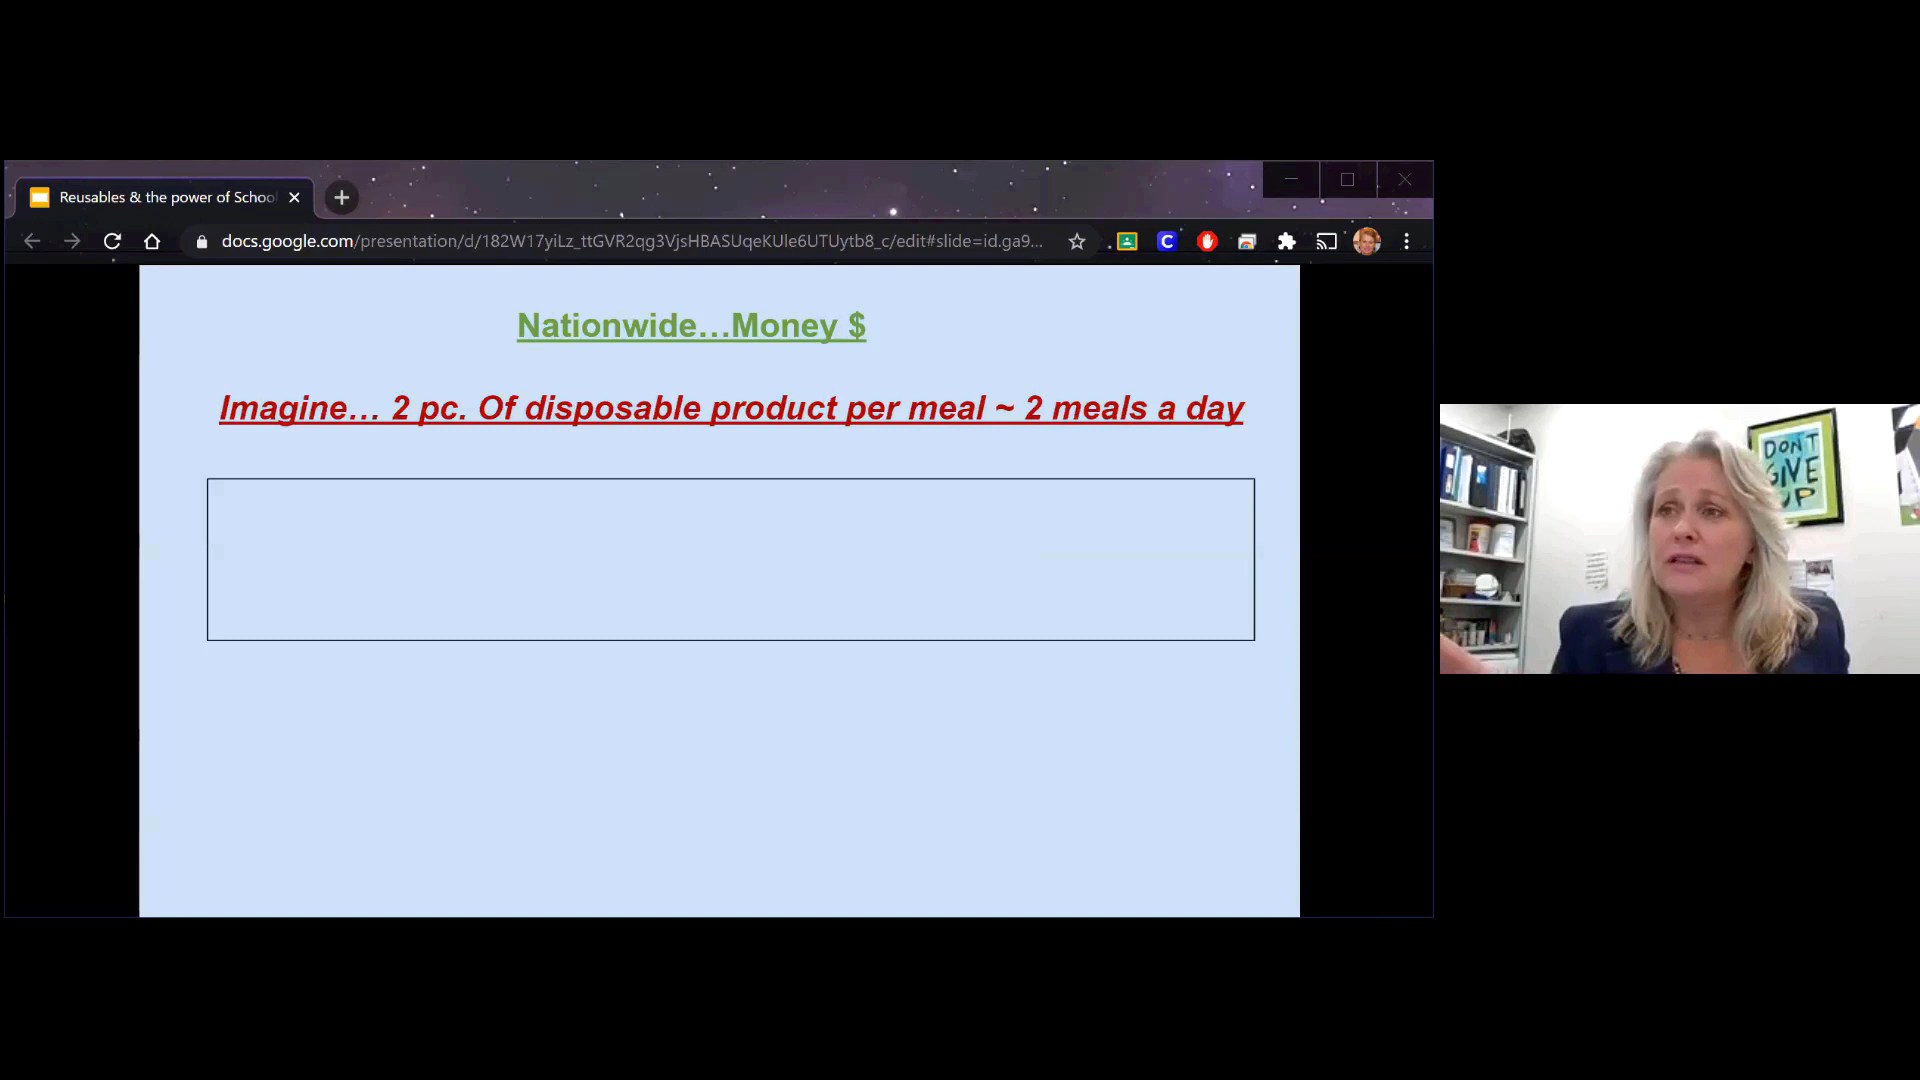 Reusables & the power of School
docs.google.com/presentation/d/182W17yiLz_ttGVR2qg3VjsHBASUqeKUle6UTUytb8_c/edit#slide=id.ga9...
C
Nationwide...Money $
Imagine... 2 pc. Of disposable product per meal ~ 2 meals a day
DON'T
GIVE
UP